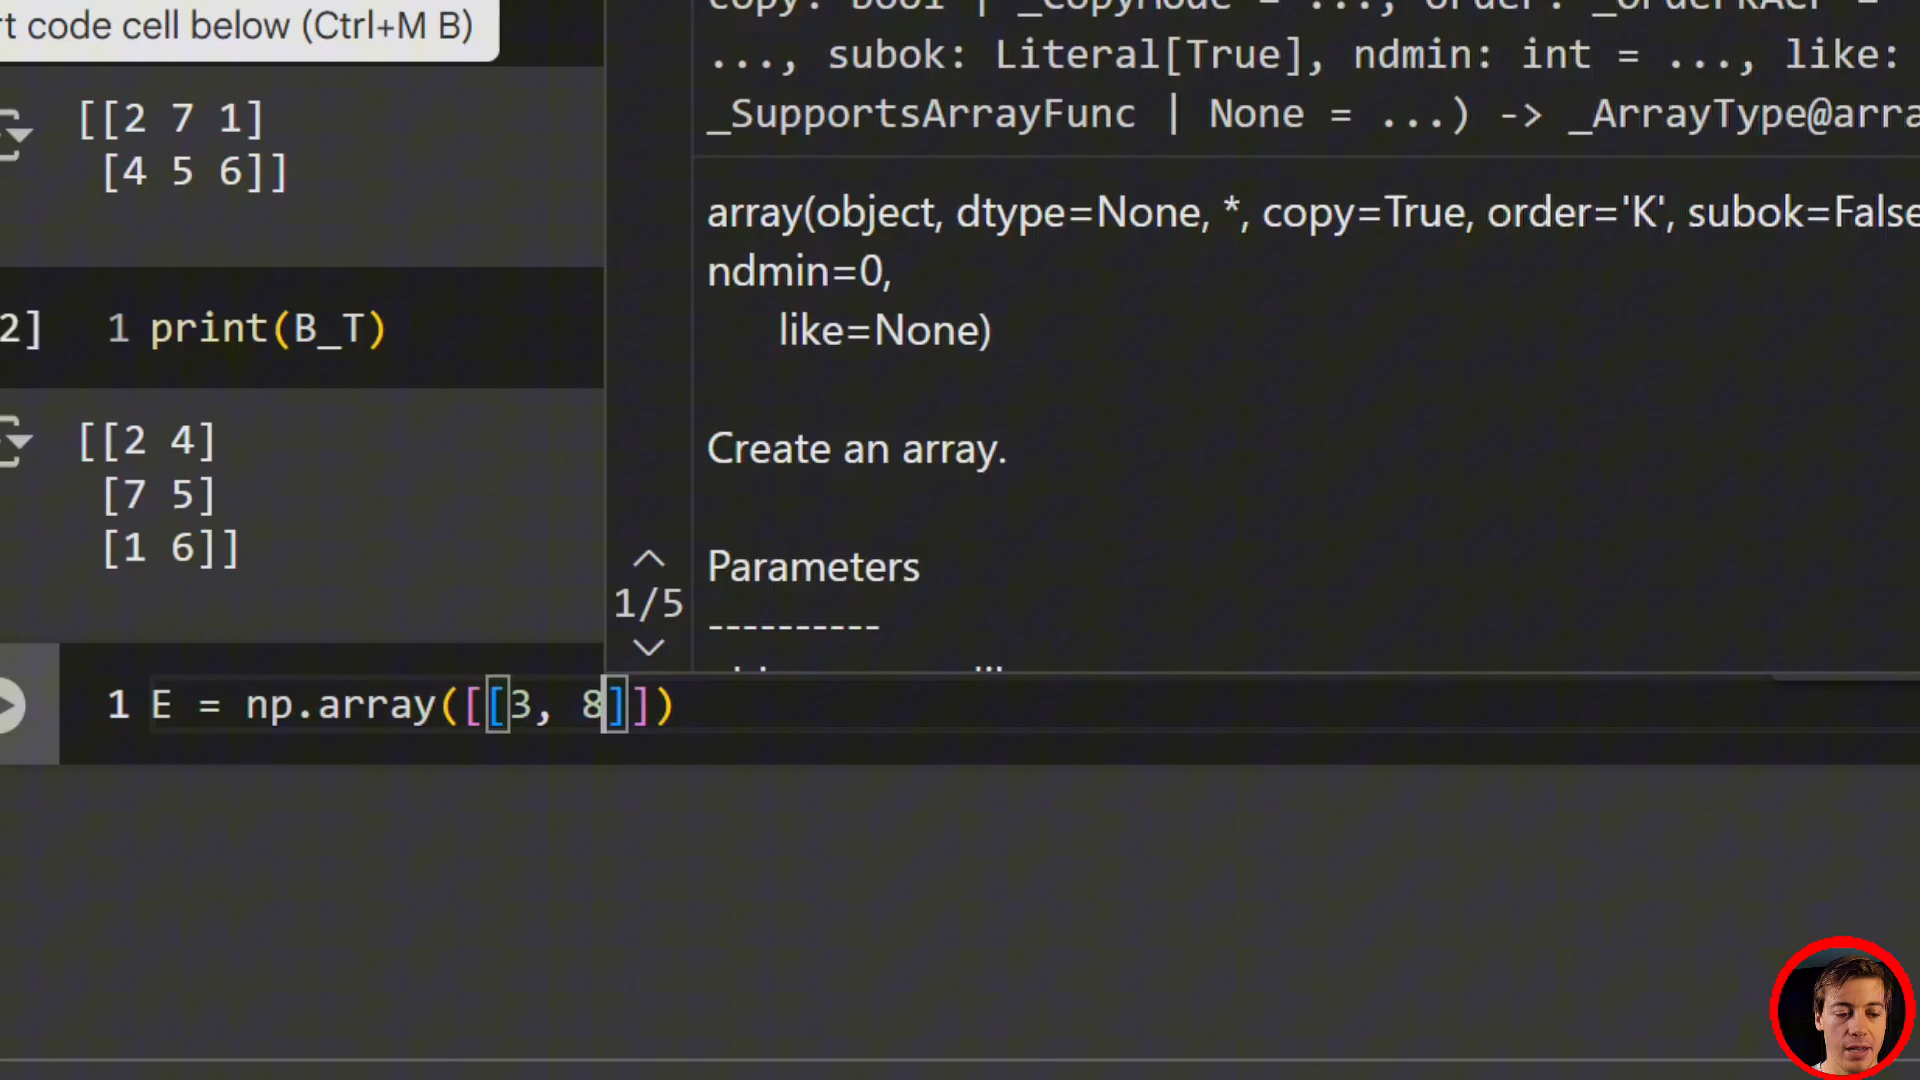 rt code cell below (Ctrl+M B)
[[2 7 1]
[4 5 6]]
2] 1 print(B_T)
[[2 4]
[7 5]
[1 6]]
..., subok: Literal[True], ndmin: int = ..., like:
_SupportsArrayFunc | None = ...) -> _ArrayType@arra
array(object, dtype=None, *, copy=True, order='K', subok=False
ndmin=0,
like=None)
Create an array.
Parameters
----------
1/5
1 E = np.array([[3, 8]])